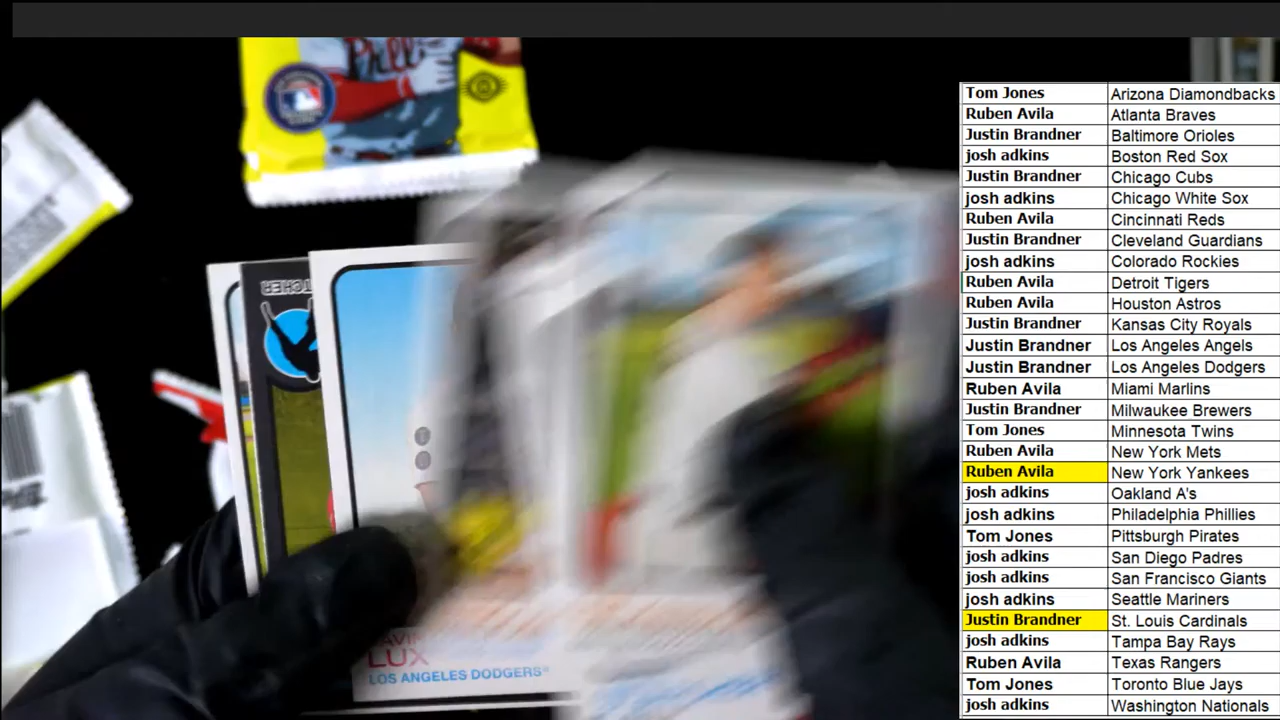 Phill
Tom Jones Arizona Diamondbacks
Ruben Avila Atlanta Braves
Justin Brandner Baltimore Orioles
josh adkins Boston Red Sox
Justin Brandner Chicago Cubs
josh adkins Chicago White Sox
Ruben Avila Cincinnati Reds
Justin Brandner Cleveland Guardians
josh adkins Colorado Rockies
Ruben Avila Detroit Tigers
Ruben Avila Houston Astros
Justin Brandner Kansas City Royals
Justin Brandner Los Angeles Angels
Justin Brandner Los Angeles Dodgers
Ruben Avila Miami Marlins
Justin Brandner Milwaukee Brewers
Tom Jones Minnesota Twins
Ruben Avila New York Mets
Ruben Avila New York Yankees
josh adkins Oakland A's
josh adkins Philadelphia Phillies
Tom Jones Pittsburgh Pirates
josh adkins San Diego Padres
josh adkins San Francisco Giants
josh adkins Seattle Mariners
Justin Brandner St. Louis Cardinals
josh adkins Tampa Bay Rays
Ruben Avila Texas Rangers
Tom Jones Toronto Blue Jays
josh adkins Washington Nationals
LUX
LOS ANGELES DODGERS®